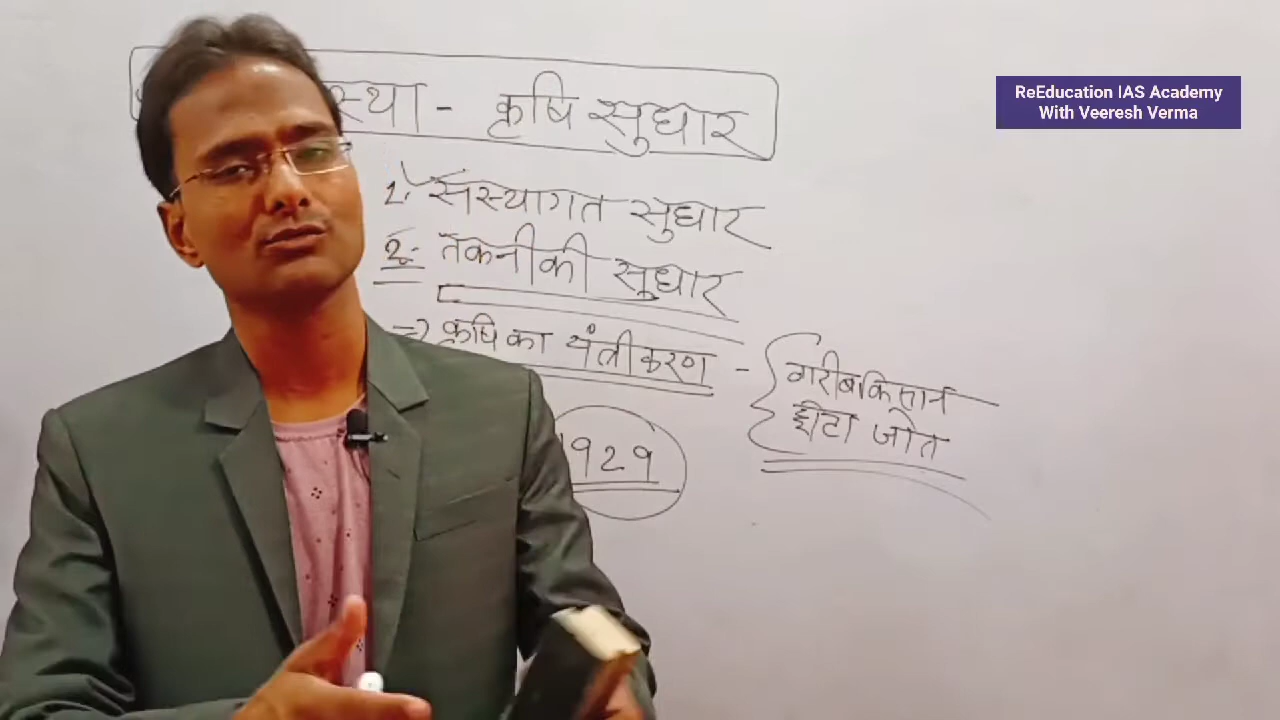 ReEducation IAS Academy
With Veeresh Verma
स्था - कृषि सुधार
1. संस्थागत सुधार
2. तकनीकी सुधार
=> कृषि का यंत्रीकरण - { गरीब किसान
छोटा जोत
1929